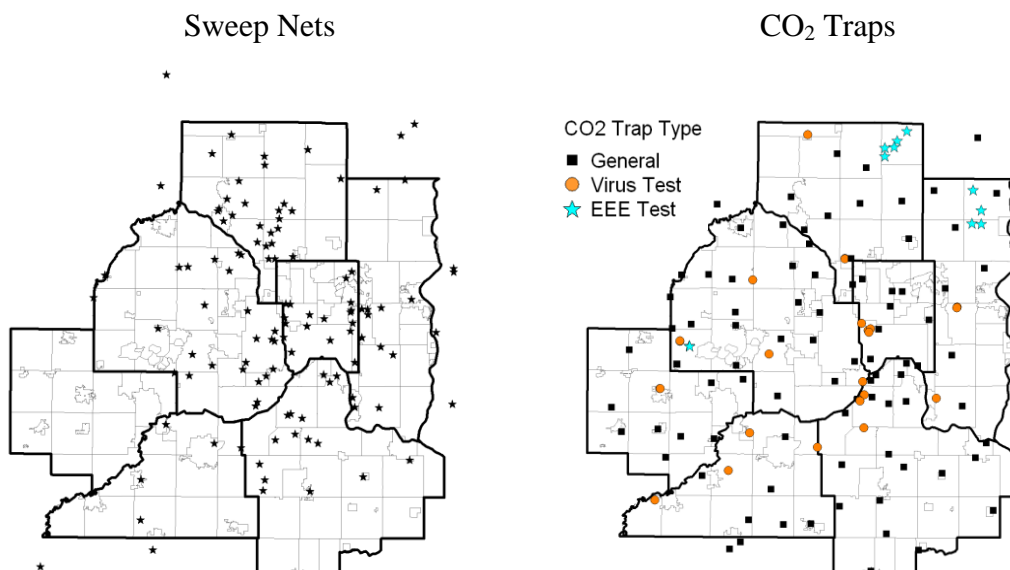 Sweep Nets
CO₂ Traps
CO2 Trap Type
General
Virus Test
EEE Test